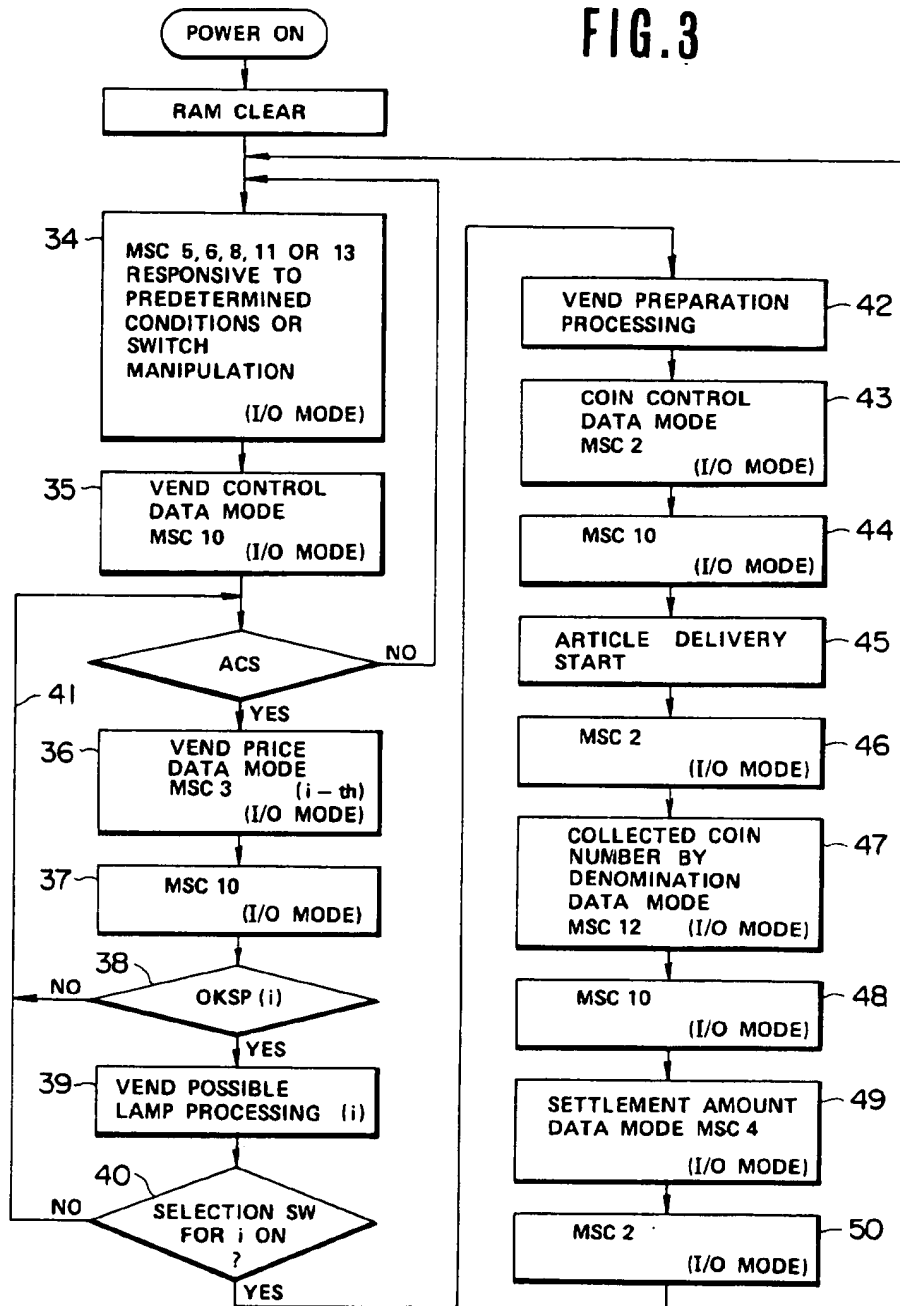 FIG.3
POWER ON
RAM CLEAR
34
MSC 5, 6, 8, 11 OR 13
RESPONSIVE TO
PREDETERMINED
CONDITIONS OR
SWITCH
MANIPULATION
(I/O MODE)
35
VEND CONTROL
DATA MODE
MSC 10
(I/O MODE)
ACS
NO
YES
41
36
VEND PRICE
DATA MODE
MSC 3 (i-th)
(I/O MODE)
37
MSC 10
(I/O MODE)
38
OKSP (i)
NO
YES
39
VEND POSSIBLE
LAMP PROCESSING (i)
40
SELECTION SW
FOR i ON
?
NO
YES
42
VEND PREPARATION
PROCESSING
43
COIN CONTROL
DATA MODE
MSC 2
(I/O MODE)
44
MSC 10
(I/O MODE)
45
ARTICLE DELIVERY
START
46
MSC 2
(I/O MODE)
47
COLLECTED COIN
NUMBER BY
DENOMINATION
DATA MODE
MSC 12 (I/O MODE)
48
MSC 10
(I/O MODE)
49
SETTLEMENT AMOUNT
DATA MODE MSC 4
(I/O MODE)
50
MSC 2
(I/O MODE)